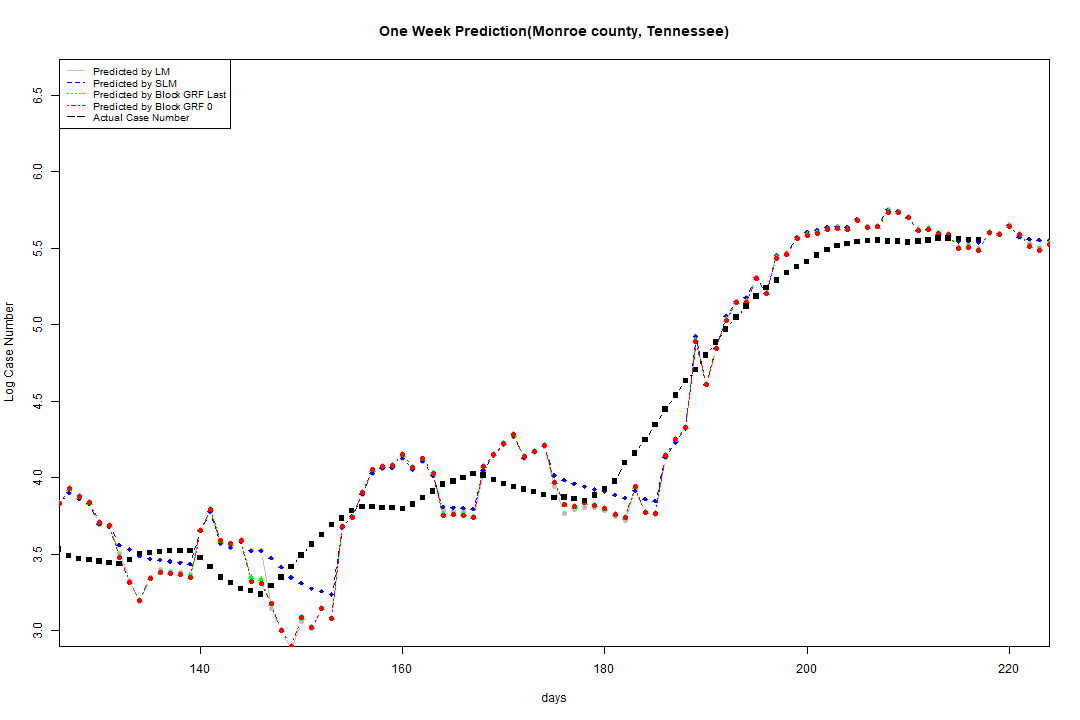 One Week Prediction(Monroe county, Tennessee)
Predicted by LM
Predicted by SLM
Predicted by Block GRF Last
Predicted by Block GRF 0
Actual Case Number
6.5
6.0
5.5
5.0
4.5
4.0
3.5
3.0
Log Case Number
140 160 180 200 220
days